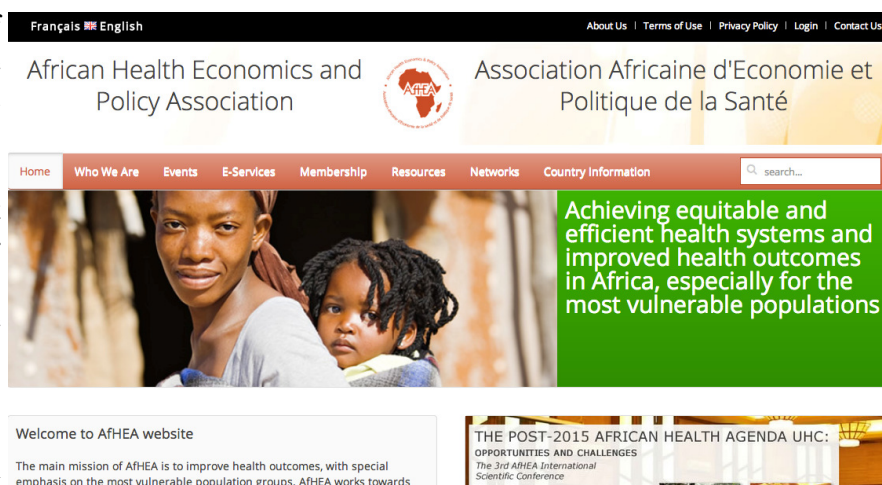 Français English
About Us | Terms of Use | Privacy Policy | Login | Contact Us
African Health Economics and
Policy Association
AfHEA
Association Africaine d'Economie et
Politique de la Santé
Home Who We Are Events E-Services Membership Resources Networks Country Information search...
Achieving equitable and
efficient health systems and
improved health outcomes
in Africa, especially for the
most vulnerable populations
Welcome to AfHEA website
The main mission of AfHEA is to improve health outcomes, with special
emphasis on the most vulnerable population groups. AfHEA works towards
THE POST-2015 AFRICAN HEALTH AGENDA UHC:
OPPORTUNITIES AND CHALLENGES
The 3rd AfHEA International
Scientific Conference